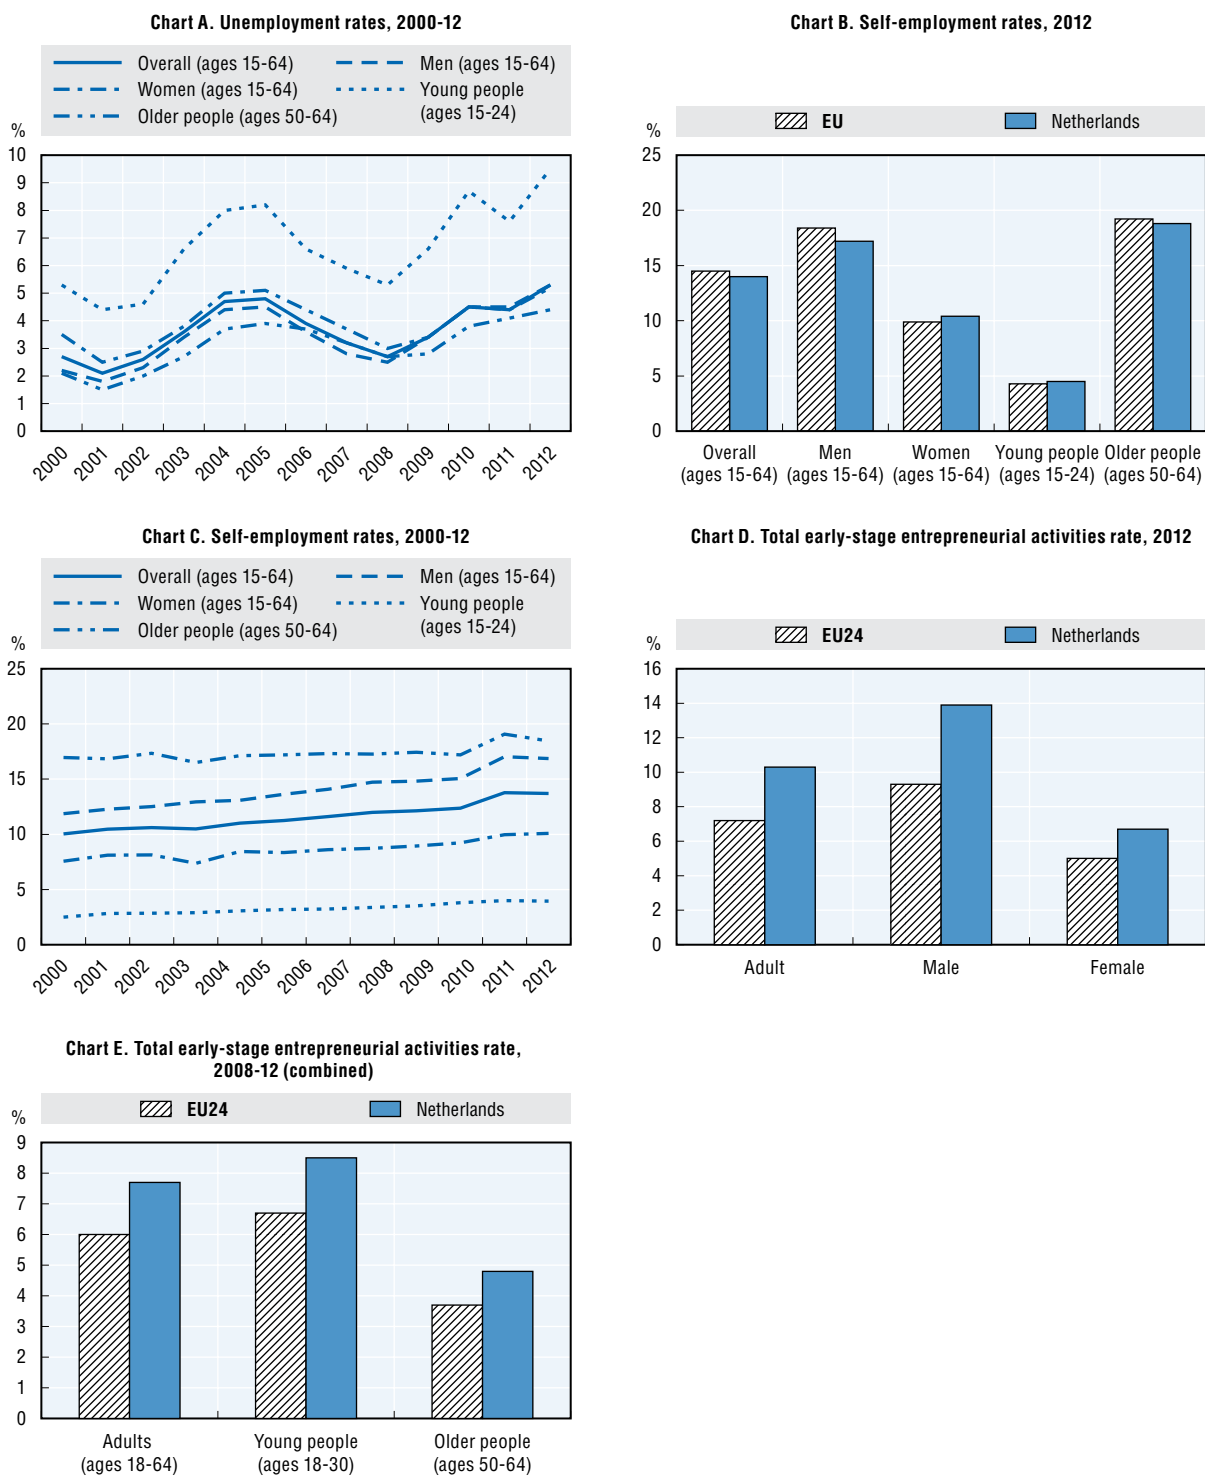 Chart A. Unemployment rates, 2000-12
Overall (ages 15-64)
Men (ages 15-64)
Women (ages 15-64)
Young people
(ages 15-24)
Older people (ages 50-64)
%
10
9
8
7
6
5
4
3
2
1
0
2000
2001
2002
2003
2004
2005
2006
2007
2008
2009
2010
2011
2012
Chart B. Self-employment rates, 2012
EU
Netherlands
%
25
20
15
10
5
0
Overall
(ages 15-64)
Men
(ages 15-64)
Women
(ages 15-64)
Young people
(ages 15-24)
Older people
(ages 50-64)
Chart C. Self-employment rates, 2000-12
Overall (ages 15-64)
Men (ages 15-64)
Women (ages 15-64)
Young people
(ages 15-24)
Older people (ages 50-64)
%
25
20
15
10
5
0
2000
2001
2002
2003
2004
2005
2006
2007
2008
2009
2010
2011
2012
Chart D. Total early-stage entrepreneurial activities rate, 2012
EU24
Netherlands
%
16
14
12
10
8
6
4
2
0
Adult
Male
Female
Chart E. Total early-stage entrepreneurial activities rate,
2008-12 (combined)
EU24
Netherlands
%
9
8
7
6
5
4
3
2
1
0
Adults
(ages 18-64)
Young people
(ages 18-30)
Older people
(ages 50-64)